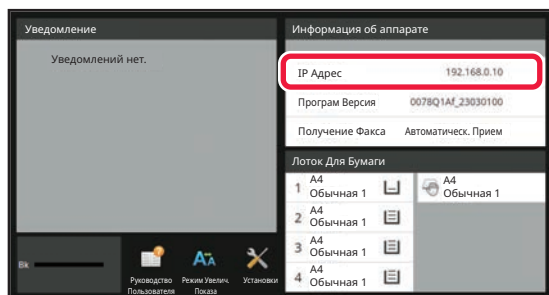 Уведомление
Уведомлений нет.
Информация об аппарате
IP Адрес 192.168.0.10
Програм Версия 0078Q1Af_23030100
Получение Факса Автоматическ. Прием
Лоток Для Бумаги
1 A4
Обычная 1
A4
Обычная 1
2 A4
Обычная 1
3 A4
Обычная 1
4 A4
Обычная 1
Bk
Руководство
Пользователя
Режим Увелич.
Показа
Установки